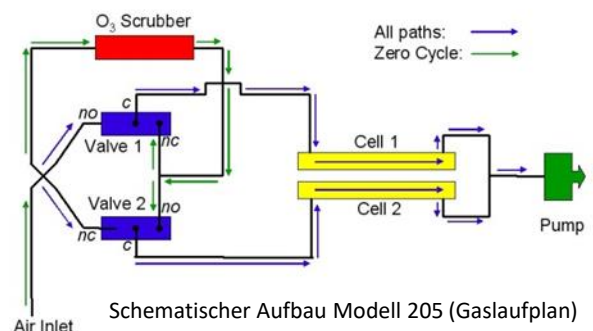 O3 Scrubber
All paths:
Zero Cycle:
c
no
nc
Valve 1
Cell 1
Valve 2
no
nc
c
Cell 2
Pump
Air Inlet
Schematischer Aufbau Modell 205 (Gaslaufplan)